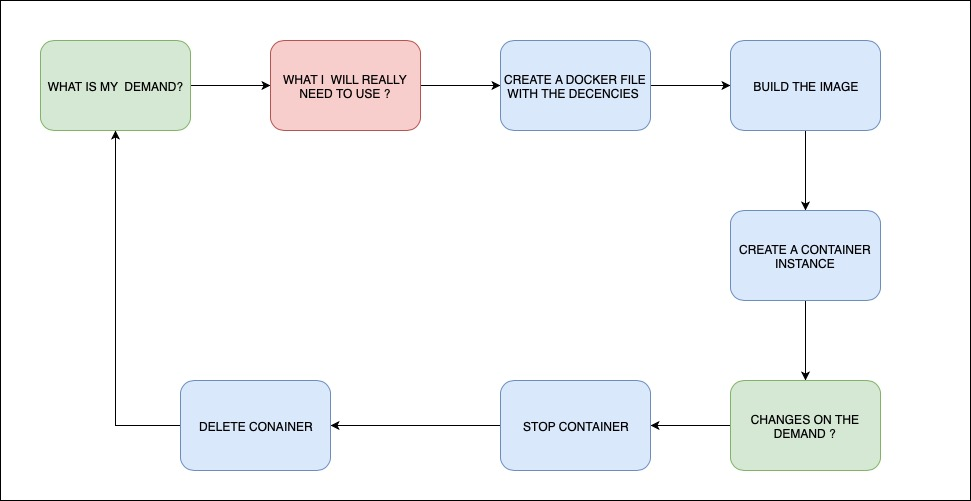 WHAT IS MY DEMAND?
WHAT I WILL REALLY
NEED TO USE ?
CREATE A DOCKER FILE
WITH THE DECENCIES
BUILD THE IMAGE
CREATE A CONTAINER
INSTANCE
DELETE CONAINER
STOP CONTAINER
CHANGES ON THE
DEMAND ?